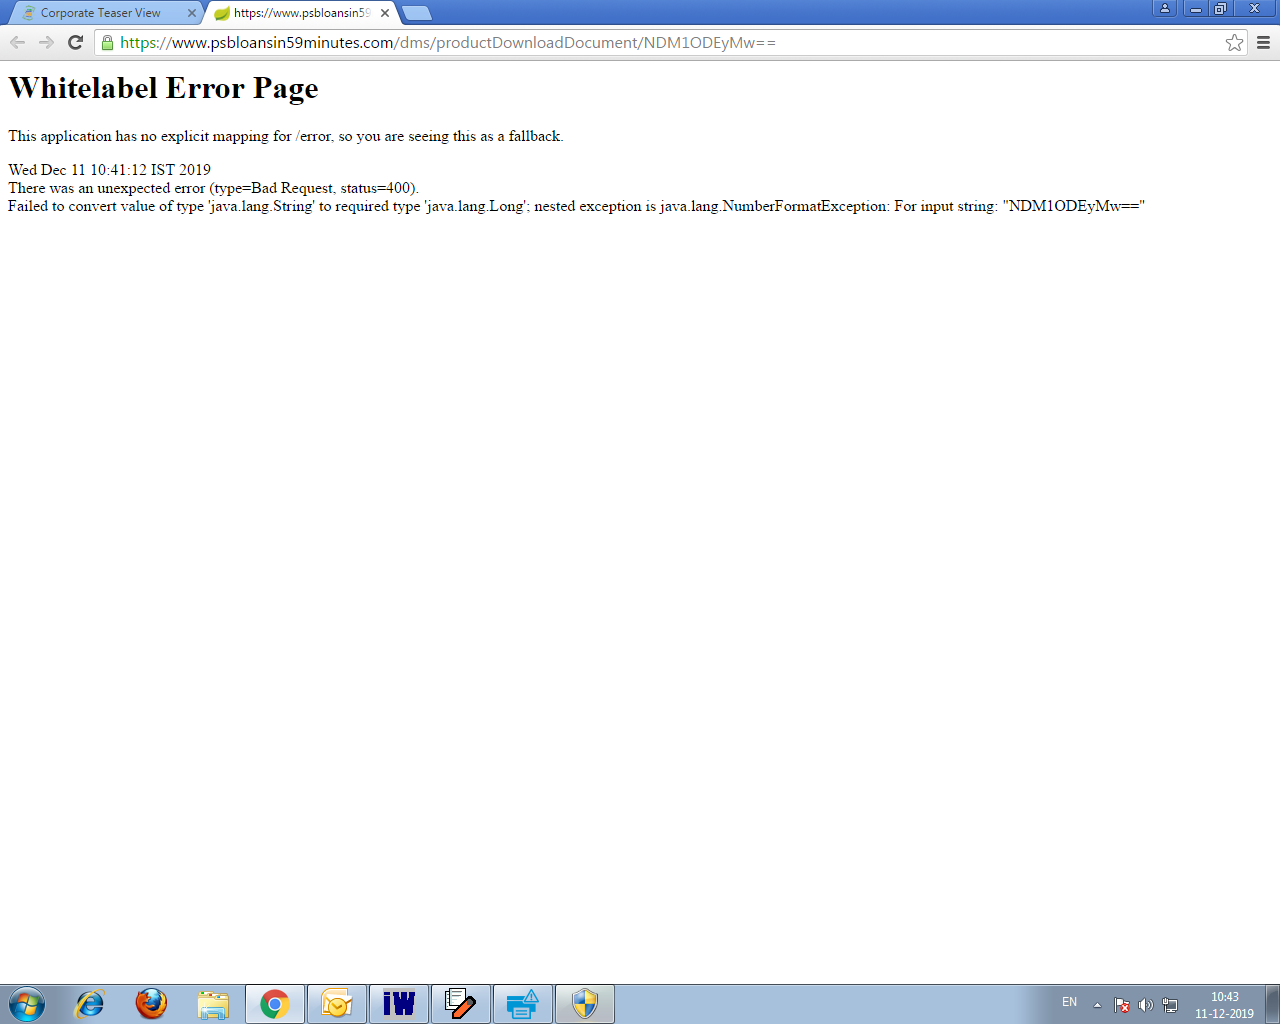 Corporate Teaser View
https://www.psbloansin59
https://www.psbloansin59minutes.com/dms/productDownloadDocument/NDM1ODEyMw==
Whitelabel Error Page
This application has no explicit mapping for /error, so you are seeing this as a fallback.
Wed Dec 11 10:41:12 IST 2019
There was an unexpected error (type=Bad Request, status=400).
Failed to convert value of type 'java.lang.String' to required type 'java.lang.Long'; nested exception is java.lang.NumberFormatException: For input string: "NDM1ODEyMw=="
iW
EN
10:43
11-12-2019